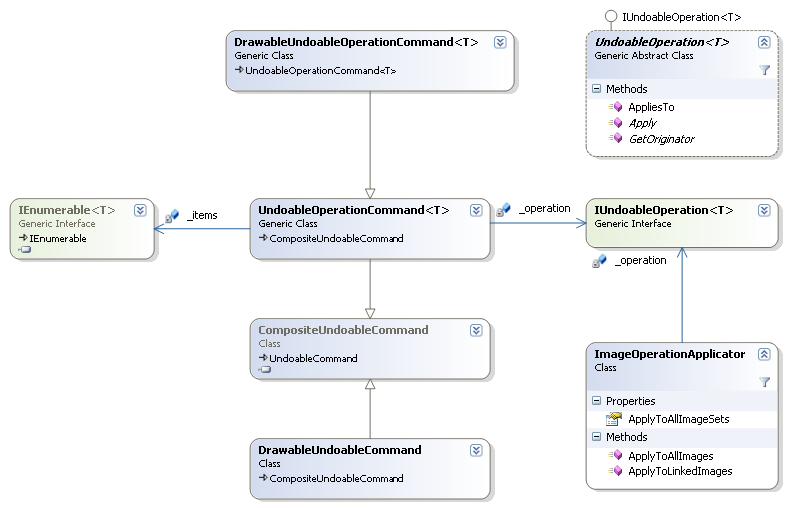 DrawableUndoableOperationCommand<T>
Generic Class
UndoableOperationCommand<T>
IUndoableOperation<T>
UndoableOperation<T>
Generic Abstract Class
Methods
AppliesTo
Apply
GetOriginator
IEnumerable<T>
Generic Interface
IEnumerable
_items
UndoableOperationCommand<T>
Generic Class
CompositeUndoableCommand
_operation
IUndoableOperation<T>
Generic Interface
_operation
CompositeUndoableCommand
Class
UndoableCommand
ImageOperationApplicator
Class
Properties
ApplyToAllImageSets
Methods
ApplyToAllImages
ApplyToLinkedImages
DrawableUndoableCommand
Class
CompositeUndoableCommand